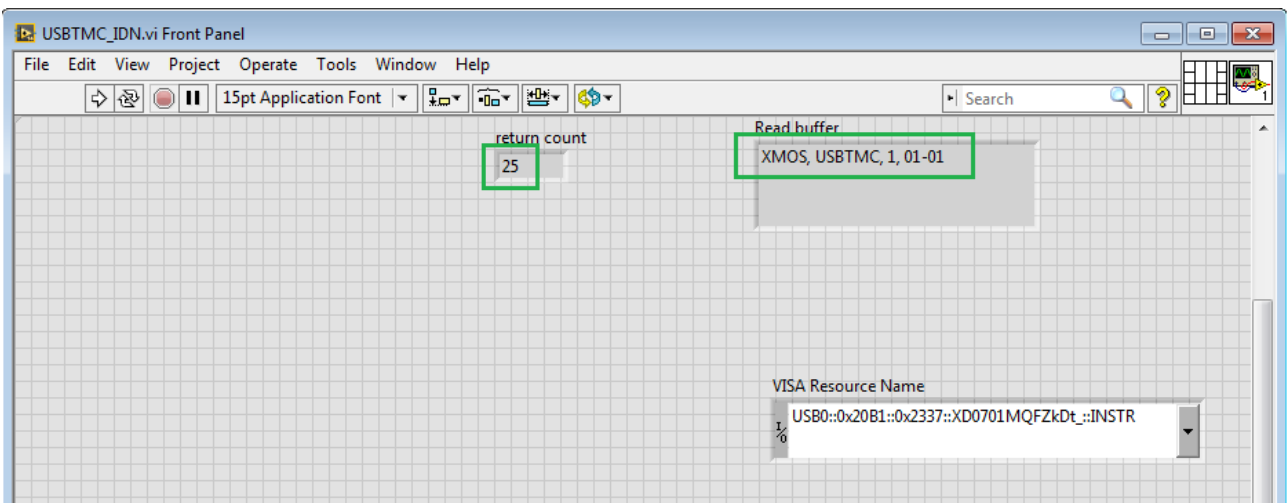 USBTMC_IDN.vi Front Panel
File Edit View Project Operate Tools Window Help
15pt Application Font
Search
1
return count
25
Read buffer
XMOS, USBTMC, 1, 01-01
VISA Resource Name
I/O
USB0::0x20B1::0x2337::XD0701MQFZkDt_::INSTR